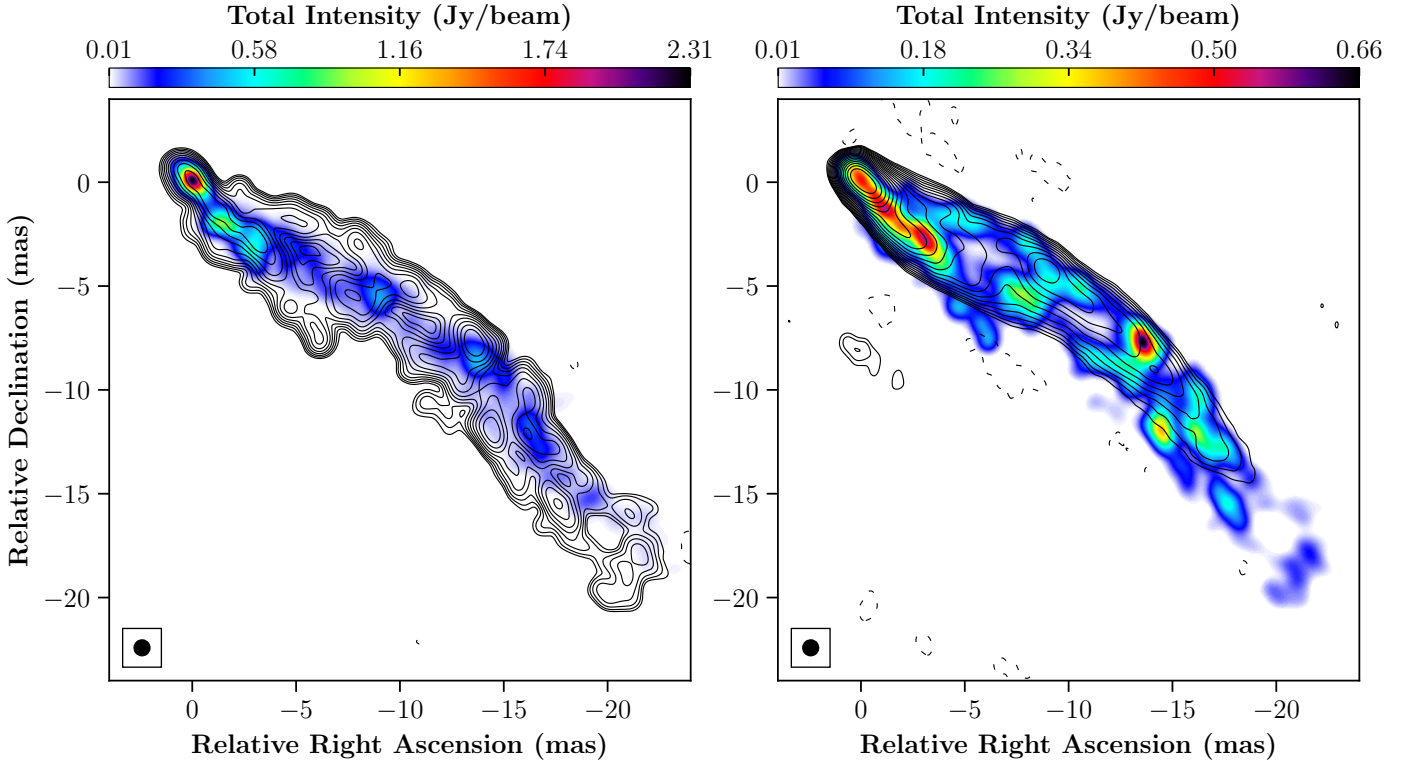 Total Intensity (Jy/beam)
0.01 0.58 1.16 1.74 2.31
0
−5
−10
−15
−20
Relative Declination (mas)
0 −5 −10 −15 −20
Relative Right Ascension (mas)
Total Intensity (Jy/beam)
0.01 0.18 0.34 0.50 0.66
0
−5
−10
−15
−20
0 −5 −10 −15 −20
Relative Right Ascension (mas)